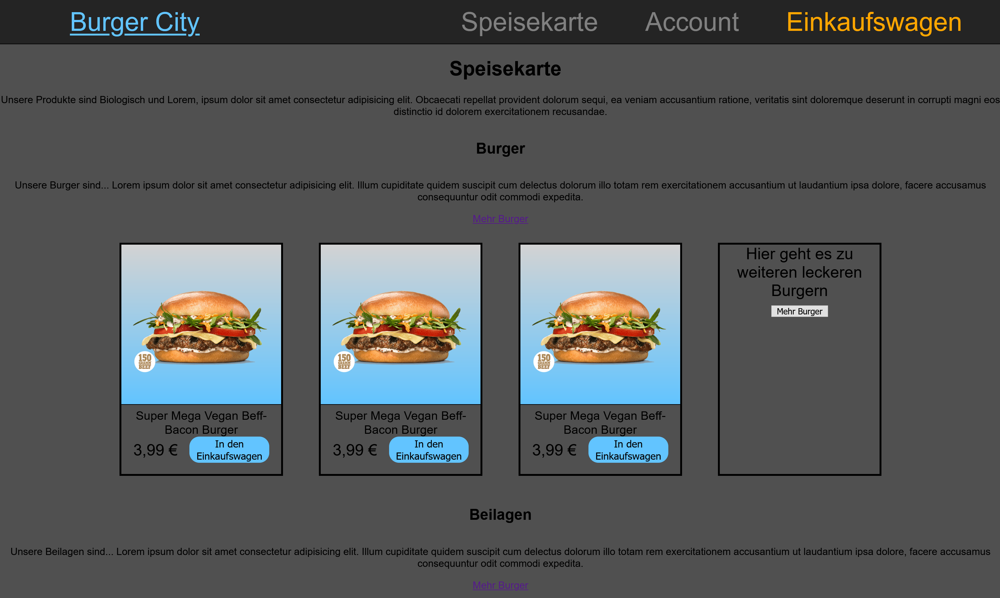 Burger City
Speisekarte
Account
Einkaufswagen
Speisekarte
Unsere Produkte sind Biologisch und Lorem, ipsum dolor sit amet consectetur adipisicing elit. Obcaecati repellat provident dolorum sequi, ea veniam accusantium ratione, veritatis sint doloremque deserunt in corrupti magni eos
distinctio id dolorem exercitationem recusandae.
Burger
Unsere Burger sind... Lorem ipsum dolor sit amet consectetur adipisicing elit. Illum cupiditate quidem suscipit cum delectus dolorum illo totam rem exercitationem accusantium ut laudantium ipsa dolore, facere accusamus
consequuntur odit commodi expedita.
Mehr Burger
150
GRAMM
BEEF
Super Mega Vegan Beff-
Bacon Burger
3,99 €
In den
Einkaufswagen
150
GRAMM
BEEF
Super Mega Vegan Beff-
Bacon Burger
3,99 €
In den
Einkaufswagen
150
GRAMM
BEEF
Super Mega Vegan Beff-
Bacon Burger
3,99 €
In den
Einkaufswagen
Hier geht es zu
weiteren leckeren
Burgern
Mehr Burger
Beilagen
Unsere Beilagen sind... Lorem ipsum dolor sit amet consectetur adipisicing elit. Illum cupiditate quidem suscipit cum delectus dolorum illo totam rem exercitationem accusantium ut laudantium ipsa dolore, facere accusamus
consequuntur odit commodi expedita.
Mehr Burger